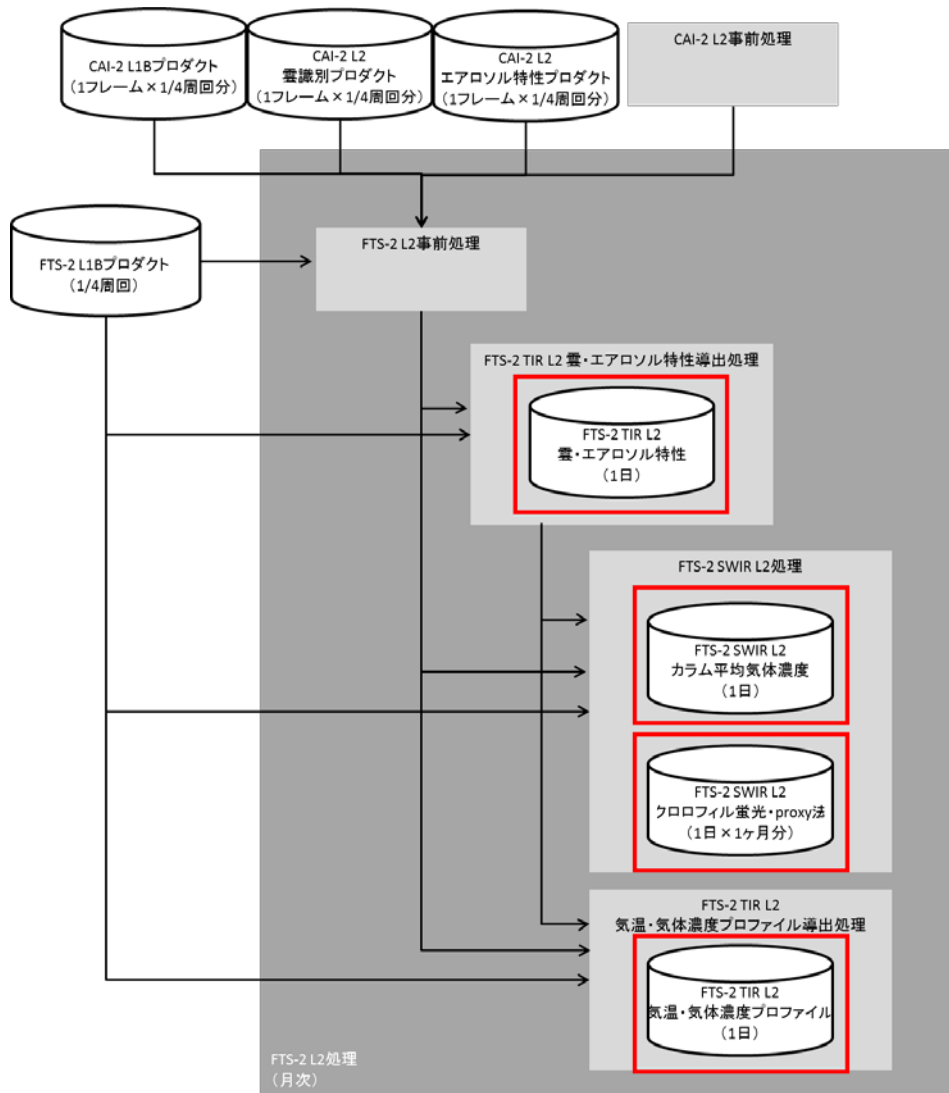 CAI-2 L1Bプロダクト
(1フレーム×1/4周回分)
CAI-2 L2
雲識別プロダクト
(1フレーム×1/4周回分)
CAI-2 L2
エアロソル特性プロダクト
(1フレーム×1/4周回分)
CAI-2 L2事前処理
FTS-2 L1Bプロダクト
(1/4周回)
FTS-2 L2事前処理
FTS-2 TIR L2 雲・エアロソル特性導出処理
FTS-2 TIR L2
雲・エアロソル特性
(1日)
FTS-2 SWIR L2処理
FTS-2 SWIR L2
カラム平均気体濃度
(1日)
FTS-2 SWIR L2
クロロフィル蛍光・proxy法
(1日×1ヶ月分)
FTS-2 TIR L2
気温・気体濃度プロファイル導出処理
FTS-2 TIR L2
気温・気体濃度プロファイル
(1日)
FTS-2 L2処理
(月次)